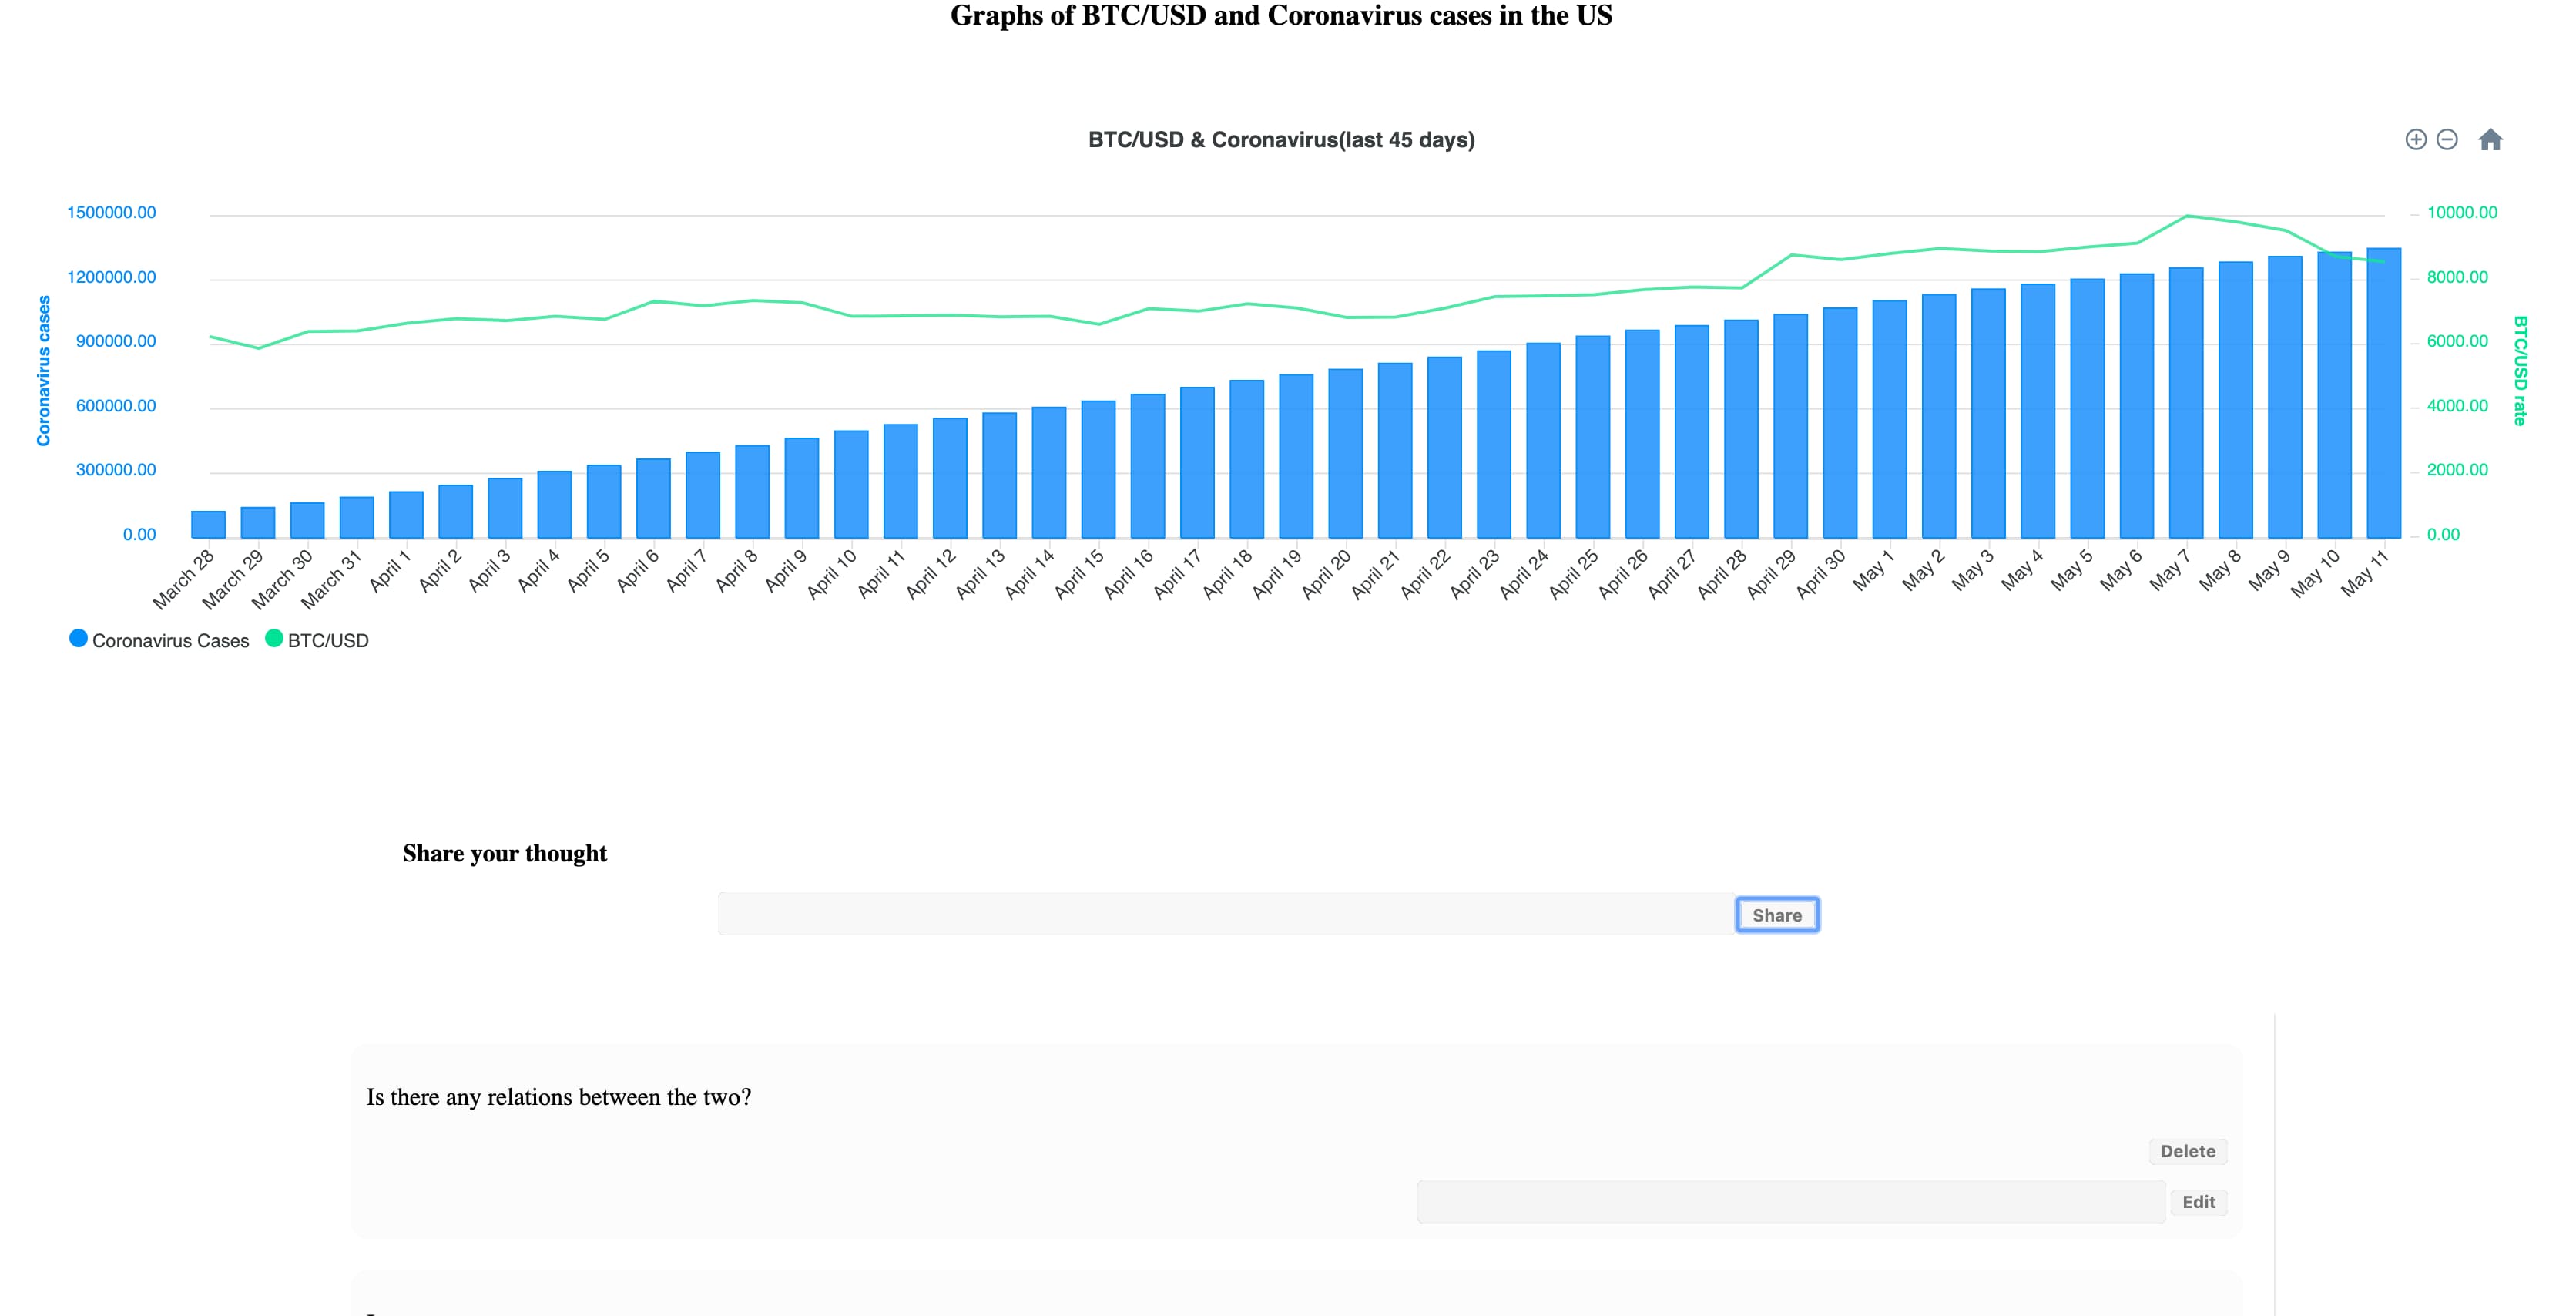 Graphs of BTC/USD and Coronavirus cases in the US
BTC/USD & Coronavirus(last 45 days)
1500000.00
1200000.00
900000.00
600000.00
300000.00
0.00
Coronavirus cases
10000.00
8000.00
6000.00
4000.00
2000.00
0.00
BTC/USD rate
March 28
March 29
March 30
March 31
April 1
April 2
April 3
April 4
April 5
April 6
April 7
April 8
April 9
April 10
April 11
April 12
April 13
April 14
April 15
April 16
April 17
April 18
April 19
April 20
April 21
April 22
April 23
April 24
April 25
April 26
April 27
April 28
April 29
April 30
May 1
May 2
May 3
May 4
May 5
May 6
May 7
May 8
May 9
May 10
May 11
Coronavirus Cases
BTC/USD
Share your thought
Share
Is there any relations between the two?
Delete
Edit